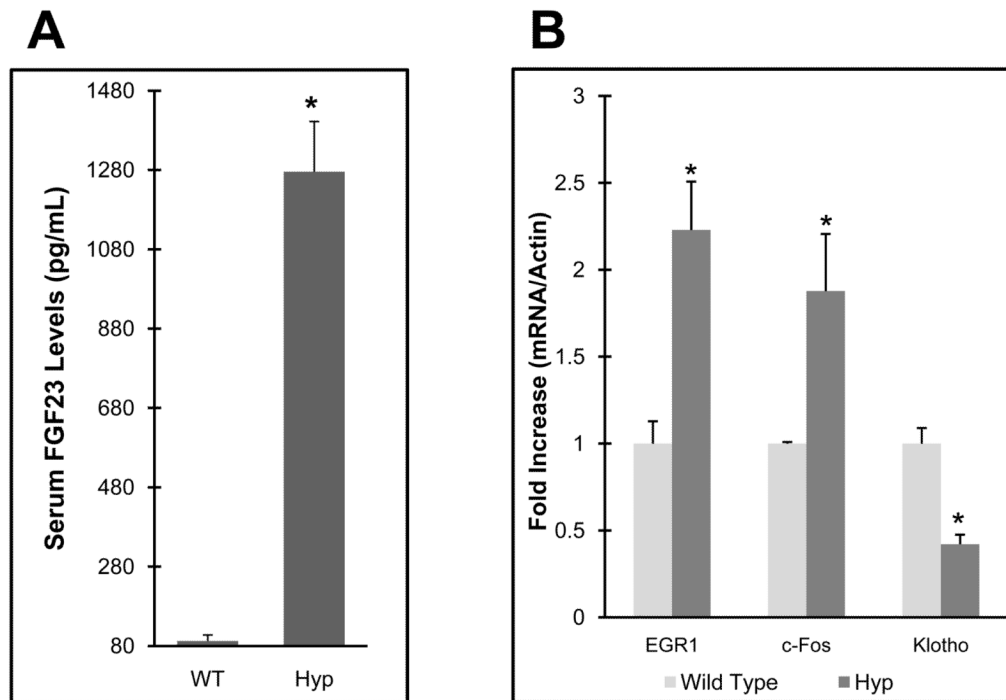 A
Serum FGF23 Levels (pg/mL)
1480
1280
1080
880
680
480
280
80
*
WT Hyp
B
Fold Increase (mRNA/Actin)
3
2.5
2
1.5
1
0.5
0
* * *
EGR1 c-Fos Klotho
Wild Type Hyp